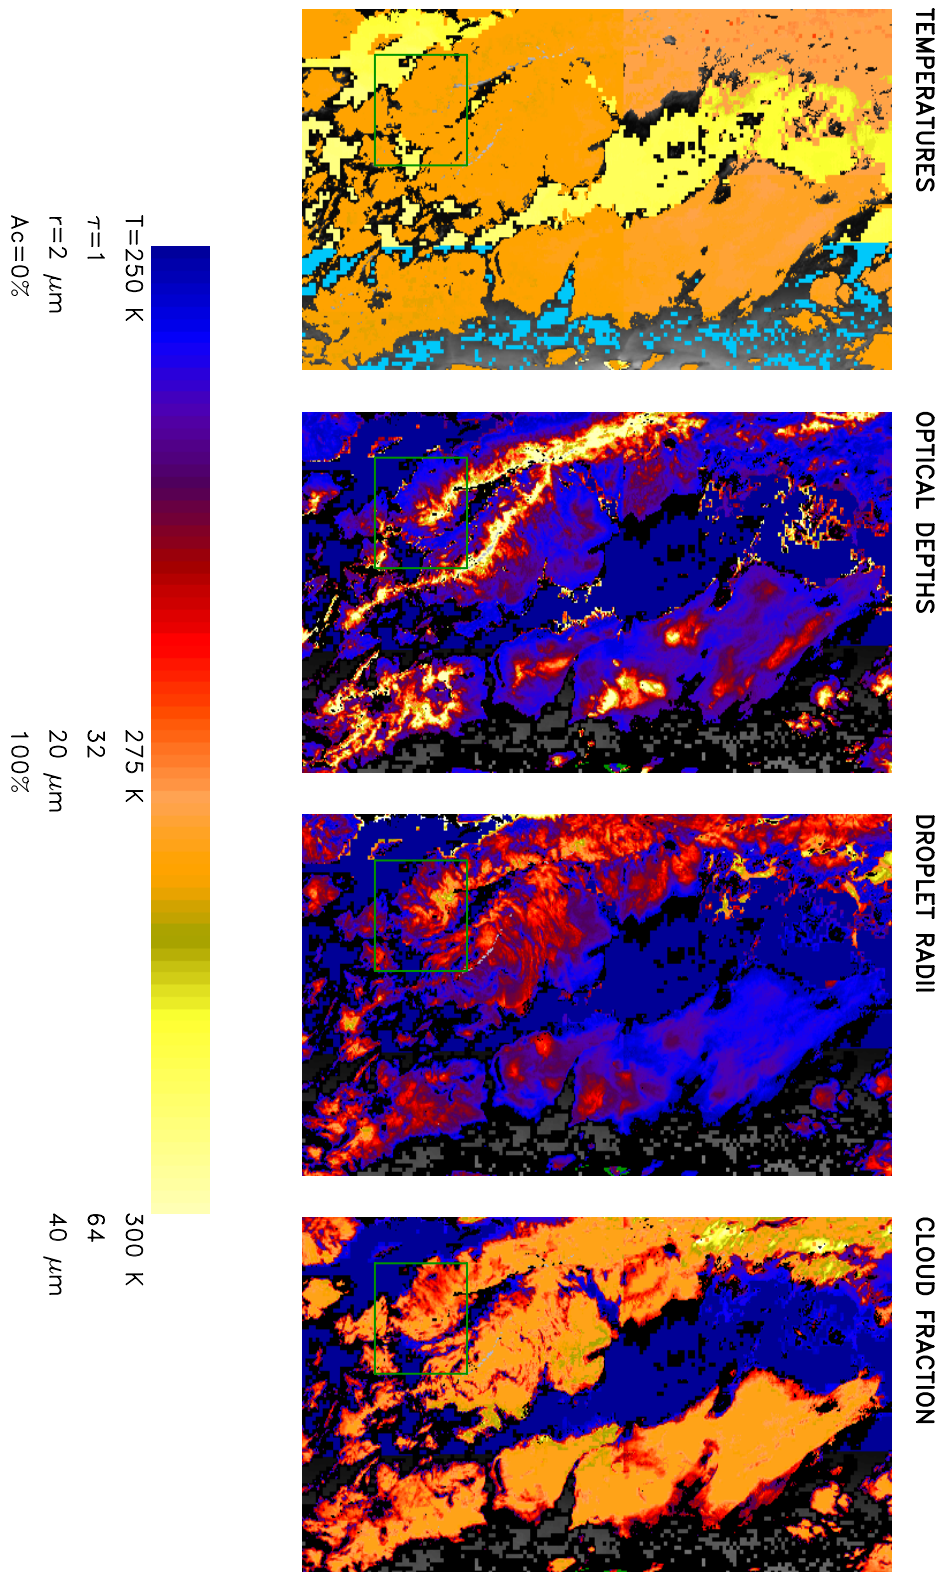 TEMPERATURES
OPTICAL DEPTHS
DROPLET RADII
CLOUD FRACTION
T=250 K 275 K 300 K
τ=1 32 64
r=2 μm 20 μm 40 μm
Ac=0% 100%